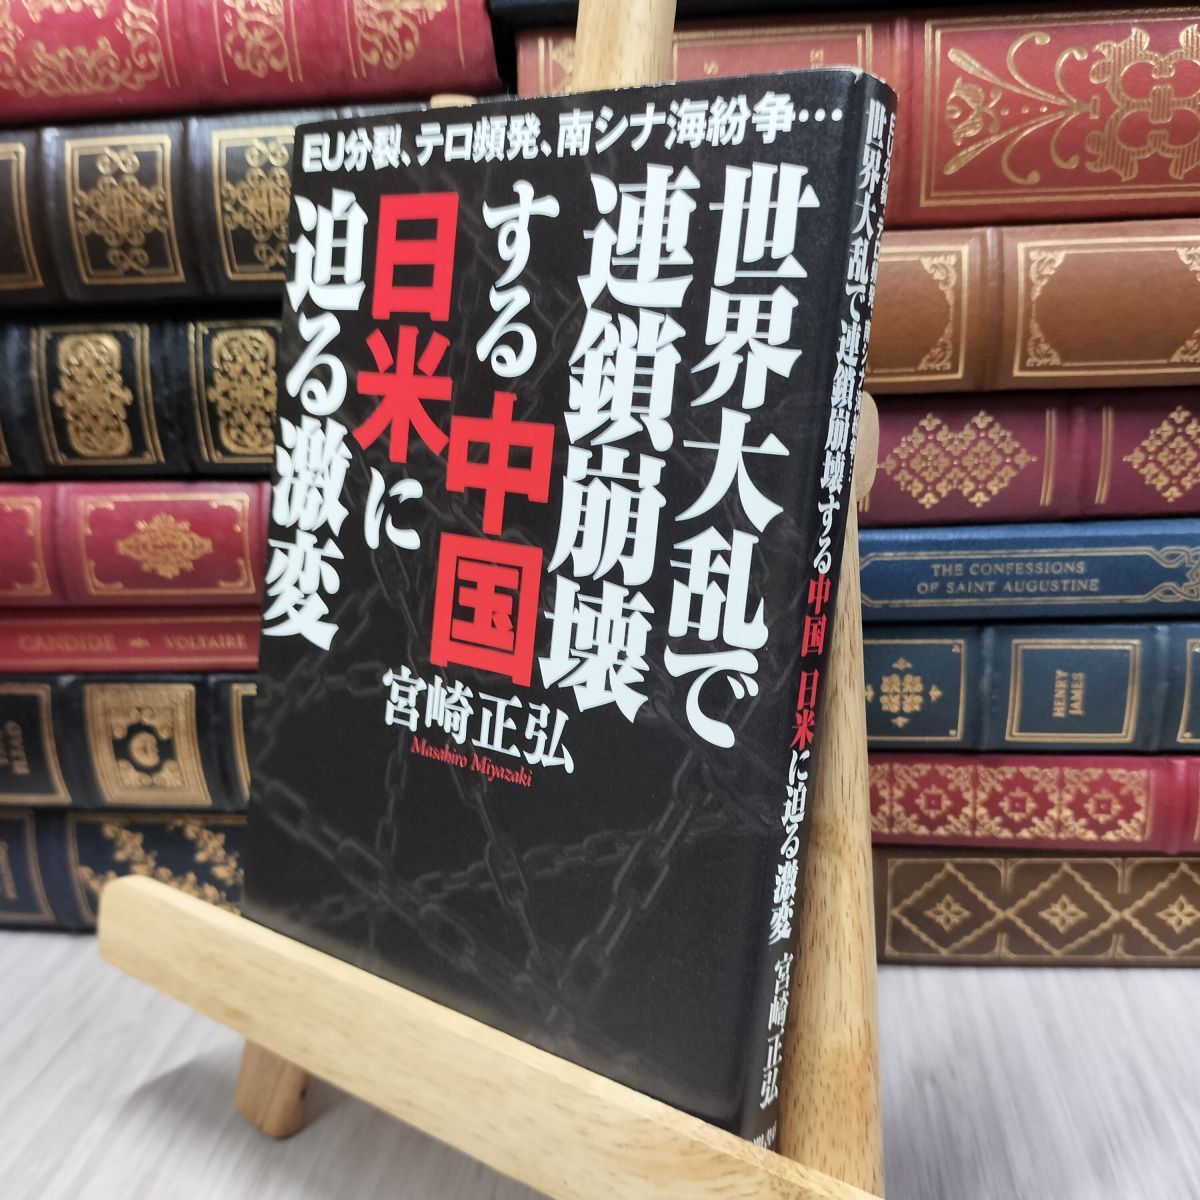 EU分裂、テロ頻発、南シナ海紛争…
世界大乱で
連鎖崩壊
する中国
日米に
迫る激変
宮崎正弘
Masahiro Miyazaki
世界大乱で連鎖崩壊する中国 日米に迫る激変 宮崎正弘
CANDIDE VOLTAIRE
THE CONFESSIONS
OF SAINT AUGUSTINE
HENRY
JAMES